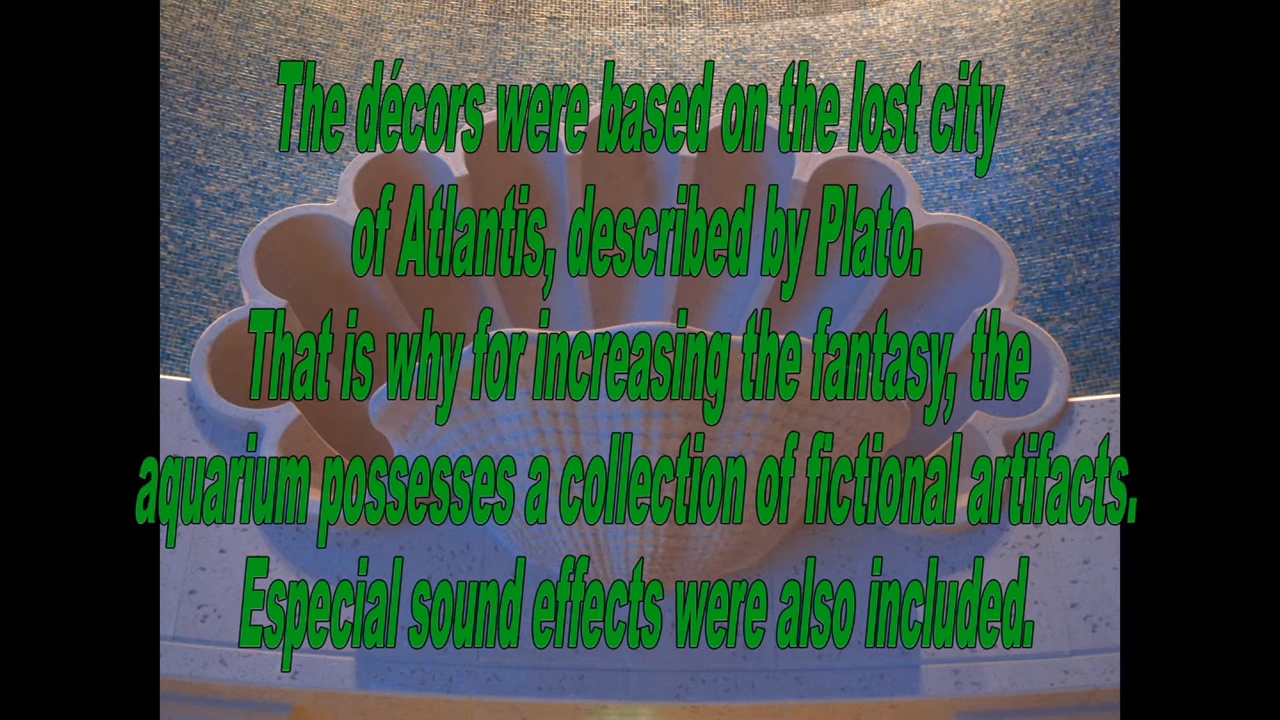 The décors were based on the lost city
of Atlantis, described by Plato.
That is why for increasing the fantasy, the
aquarium possesses a collection of fictional artifacts.
Especial sound effects were also included.